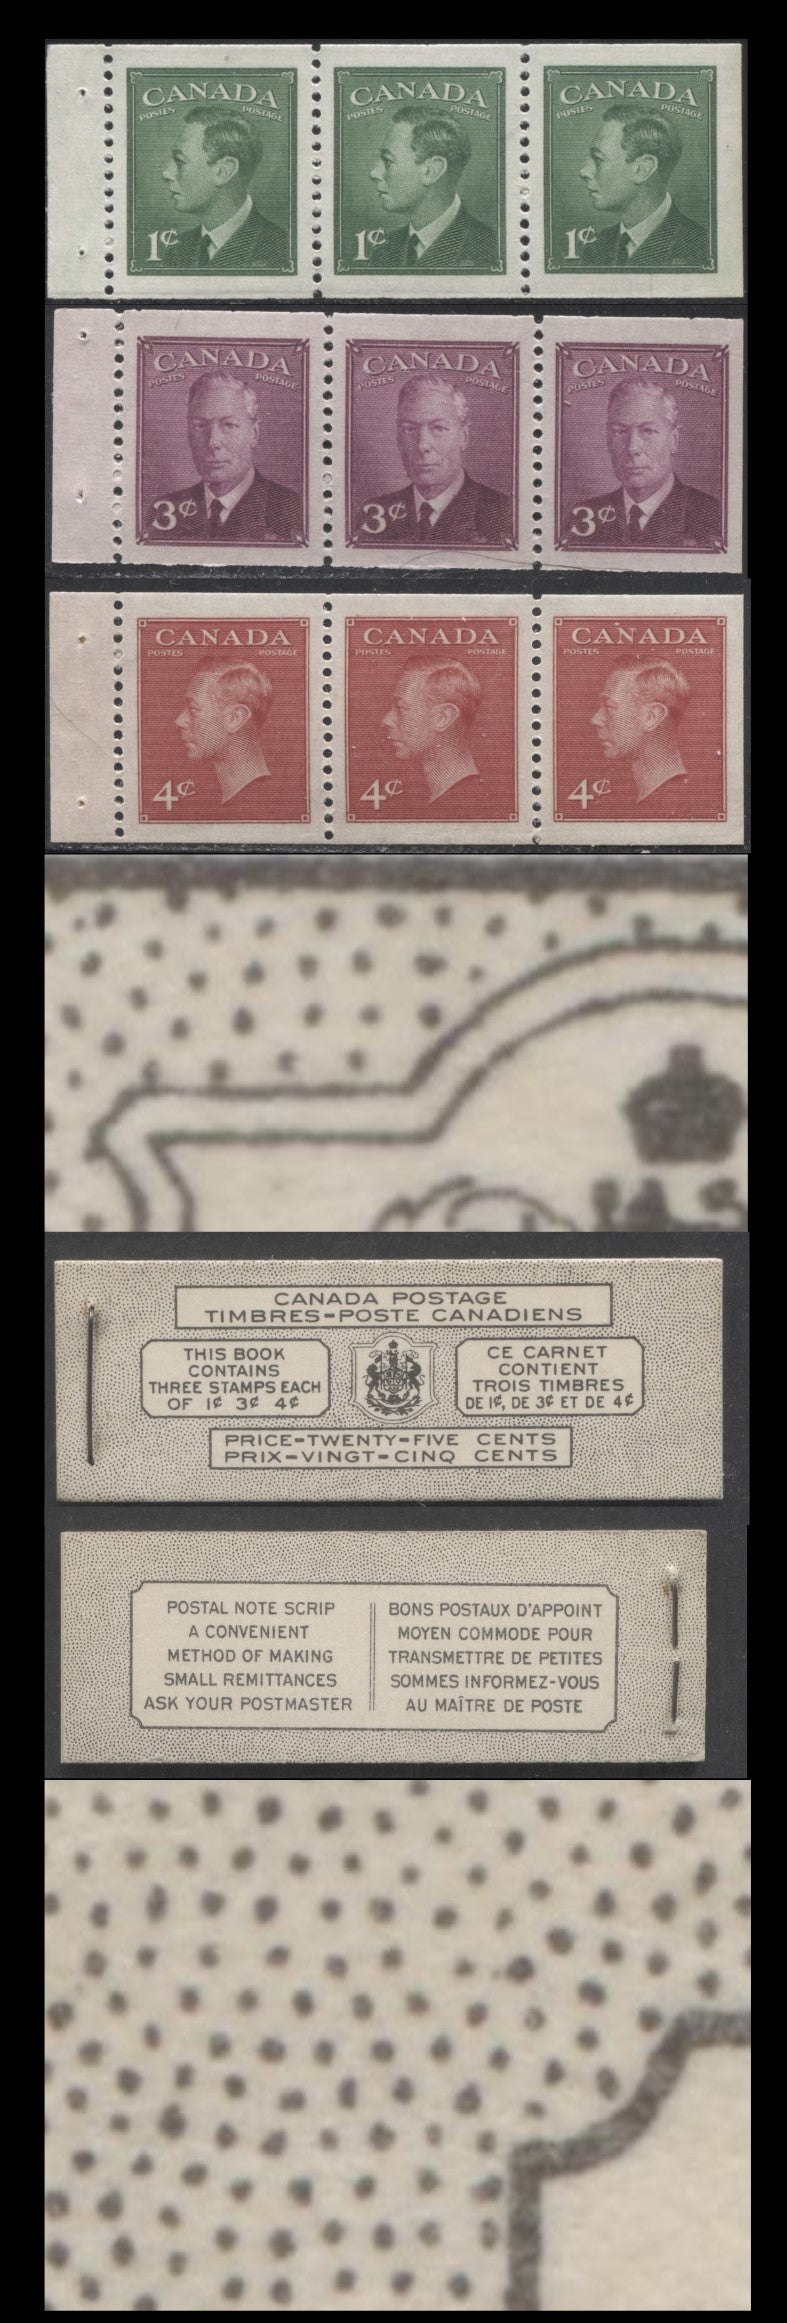 CANADA CANADA CANADA
POSTES POSTAGE POSTES POSTAGE POSTES POSTAGE
1¢ 1¢ 1¢
CANADA CANADA CANADA
POSTES POSTAGE POSTES POSTAGE POSTES POSTAGE
3¢ 3¢ 3¢
CANADA CANADA CANADA
POSTES POSTAGE POSTES POSTAGE POSTES POSTAGE
4¢ 4¢ 4¢
CANADA POSTAGE
TIMBRES-POSTE CANADIENS
THIS BOOK
CONTAINS
THREE STAMPS EACH
OF 1¢ 3¢ 4¢
CE CARNET
CONTIENT
TROIS TIMBRES
DE 1¢, DE 3¢ ET DE 4¢
PRICE-TWENTY-FIVE CENTS
PRIX-VINGT-CINQ CENTS
POSTAL NOTE SCRIP
A CONVENIENT
METHOD OF MAKING
SMALL REMITTANCES
ASK YOUR POSTMASTER
BONS POSTAUX D'APPOINT
MOYEN COMMODE POUR
TRANSMETTRE DE PETITES
SOMMES INFORMEZ-VOUS
AU MAÎTRE DE POSTE